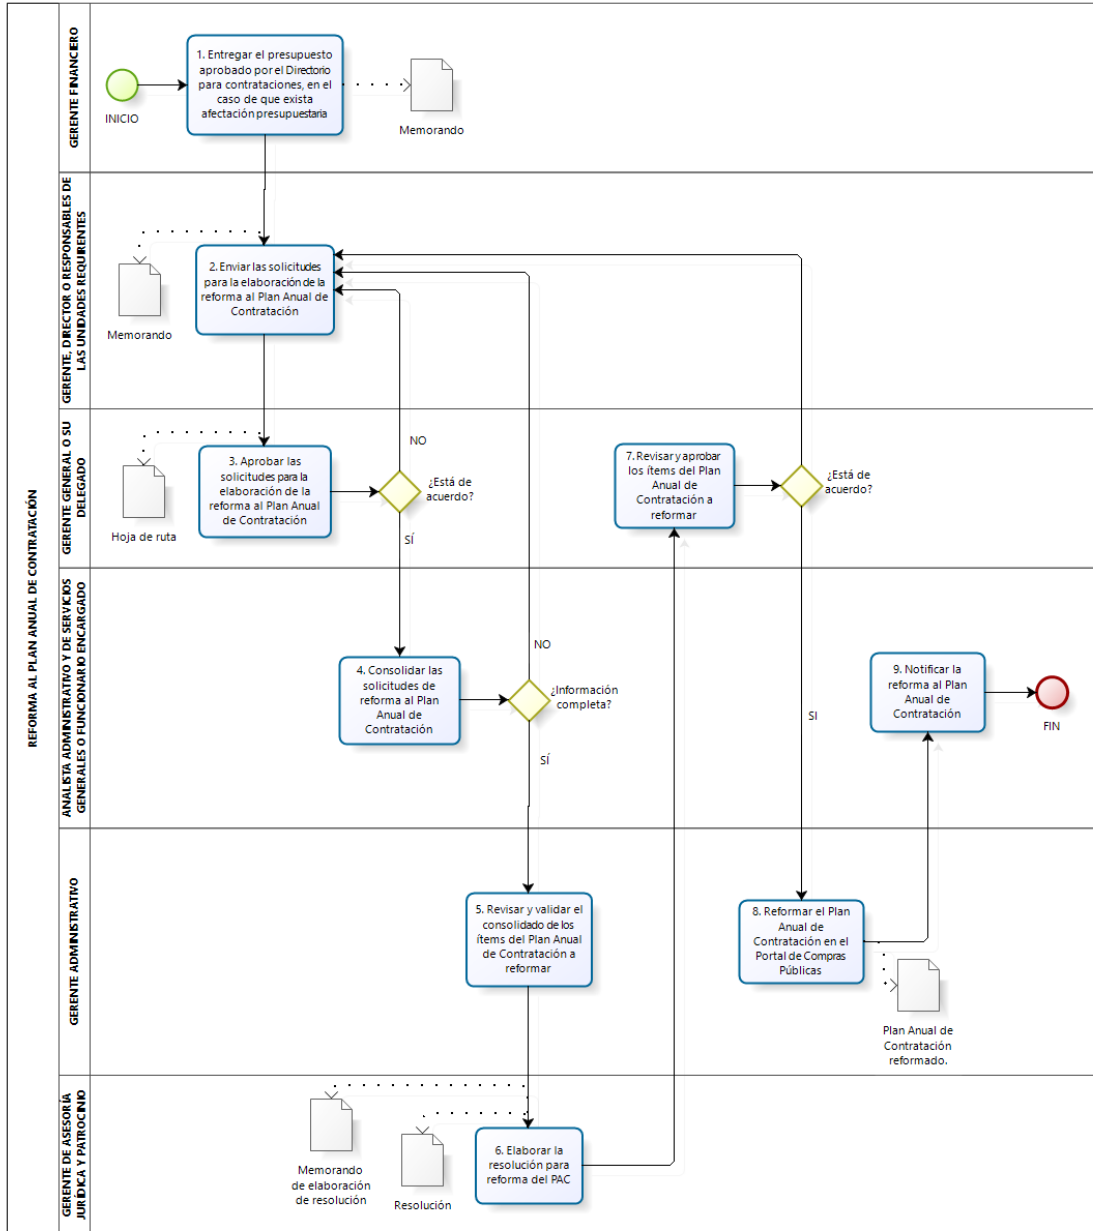 REFORMA AL PLAN ANUAL DE CONTRATACIÓN
GERENTE FINANCIERO
INICIO
1. Entregar el presupuesto
aprobado por el Directorio
para contrataciones, en el
caso de que exista
afectación presupuestaria
Memorando
GERENTE, DIRECTOR O RESPONSABLES DE
LAS UNIDADES REQURENTES
2. Enviar las solicitudes
para la elaboración de la
reforma al Plan Anual de
Contratación
Memorando
GERENTE GENERAL O SU
DELEGADO
3. Aprobar las
solicitudes para la
elaboración de la
reforma al Plan Anual
de Contratación
Hoja de ruta
NO
¿Está de
acuerdo?
SÍ
7. Revisar y aprobar
los ítems del Plan
Anual de
Contratación a
reformar
¿Está de
acuerdo?
ANALISTA ADMINISTRATIVO Y DE SERVICIOS
GENERALES O FUNCIONARIO ENCARGADO
4. Consolidar las
solicitudes de
reforma al Plan
Anual de
Contratación
NO
¿Información
completa?
SÍ
SI
9. Notificar la
reforma al Plan
Anual de
Contratación
FIN
GERENTE ADMINISTRATIVO
5. Revisar y validar el
consolidado de los
ítems del Plan Anual
de Contratación a
reformar
8. Reformar el Plan
Anual de
Contratación en el
Portal de Compras
Públicas
Plan Anual de
Contratación
reformado.
GERENTE DE ASESORÍA
JURÍDICA Y PATROCINIO
Memorando
de elaboración
de resolución
Resolución
6. Elaborar la
resolución para
reforma del PAC